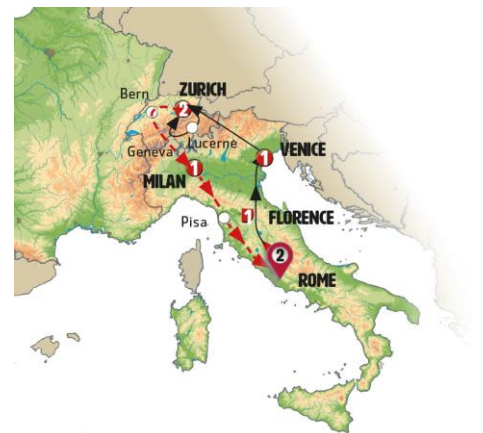 Bern
ZURICH
2
Lucerne
Geneva
1
VENICE
MILAN
1
Pisa
1
FLORENCE
2
ROME